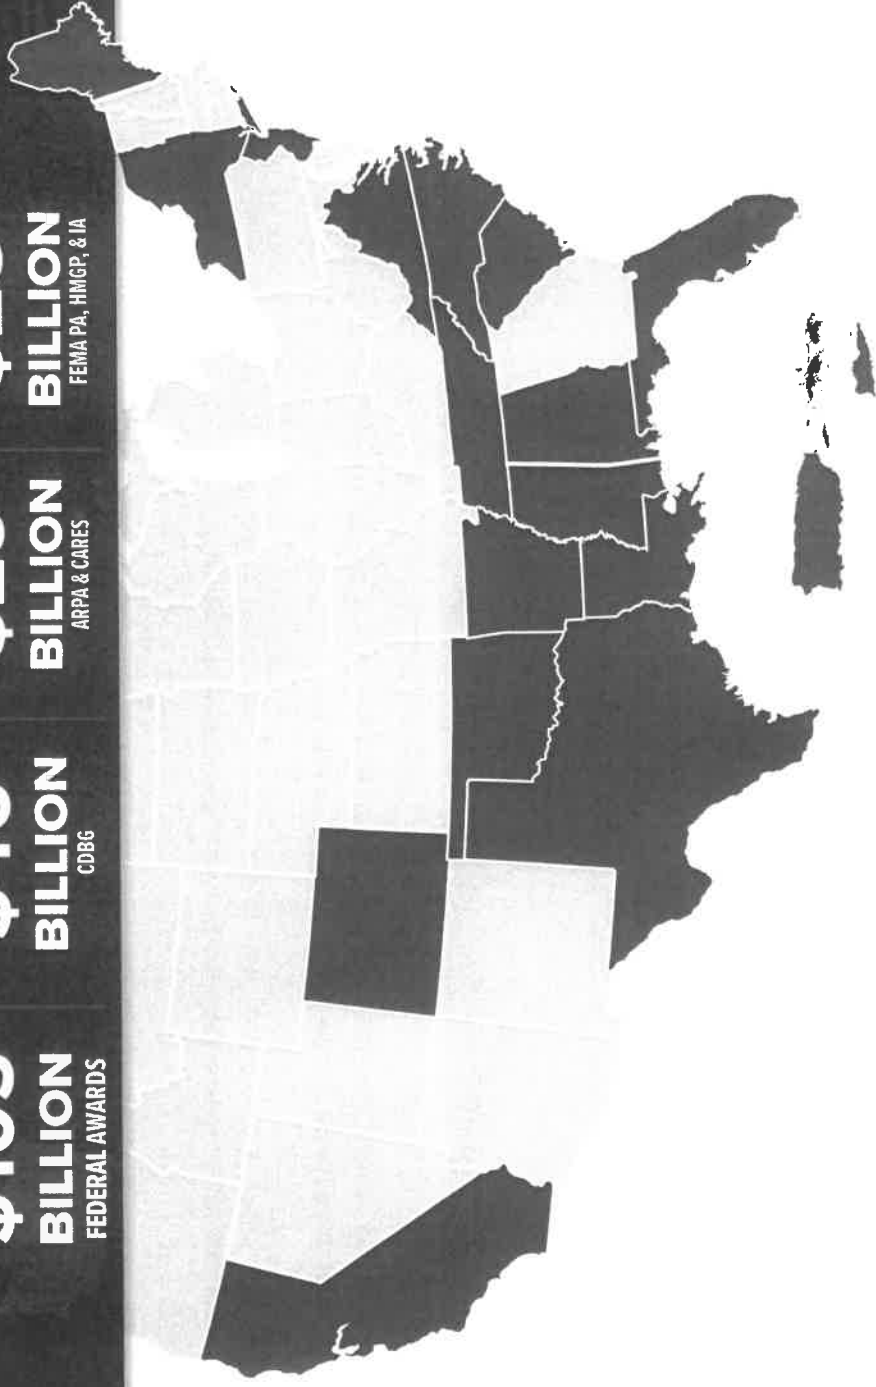 BILLION
FEDERAL AWARDS
BILLION
CDBG
BILLION
ARPA & CARES
BILLION
FEMA PA, HMGP, & IA